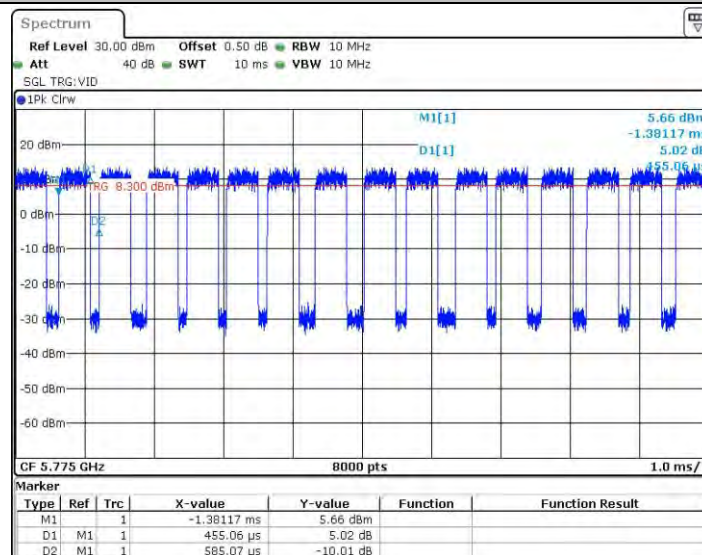 Spectrum
Ref Level 30.00 dBm Offset 0.50 dB RBW 10 MHz
Att 40 dB SWT 10 ms VBW 10 MHz
SGL TRG:VID
1Pk Clrw
M1[1] 5.66 dBm
-1.38117 ms
20 dBm
D1[1] 5.02 dB
455.06 µs
D1
TRG 8.300 dBm
0 dBm
D2
-10 dBm
-20 dBm
-30 dBm
-40 dBm
-50 dBm
-60 dBm
CF 5.775 GHz 8000 pts 1.0 ms/
Marker
Type Ref Trc X-value Y-value Function Function Result
M1 1 -1.38117 ms 5.66 dBm
D1 M1 1 455.06 µs 5.02 dB
D2 M1 1 585.07 µs -10.01 dB